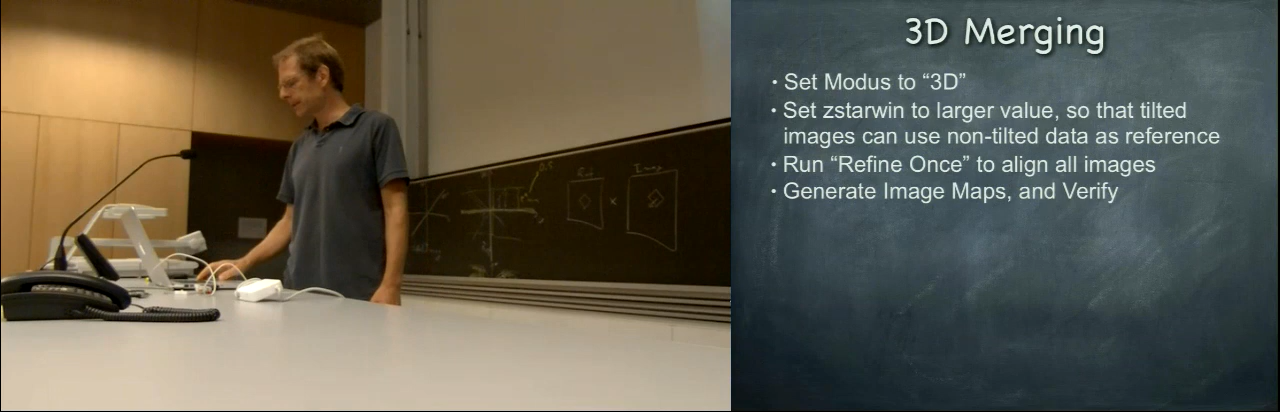 3D Merging
• Set Modus to “3D”
• Set zstarwin to larger value, so that tilted
images can use non-tilted data as reference
• Run “Refine Once” to align all images
• Generate Image Maps, and Verify